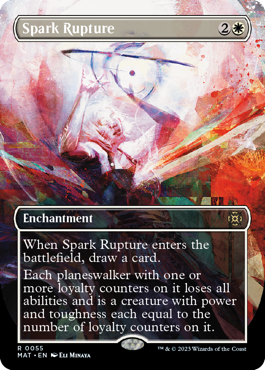 Spark Rupture 2
Enchantment
When Spark Rupture enters the
battlefield, draw a card.
Each planeswalker with one or
more loyalty counters on it loses all
abilities and is a creature with power
and toughness each equal to the
number of loyalty counters on it.
R 0055
MAT • EN Eli Minaya
™ & © 2023 Wizards of the Coast